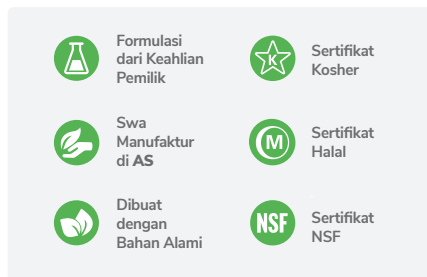 Formulasi
dari Keahlian
Pemilik
K
Sertifikat
Kosher
Swa
Manufaktur
di AS
M
Sertifikat
Halal
Dibuat
dengan
Bahan Alami
NSF
Sertifikat
NSF